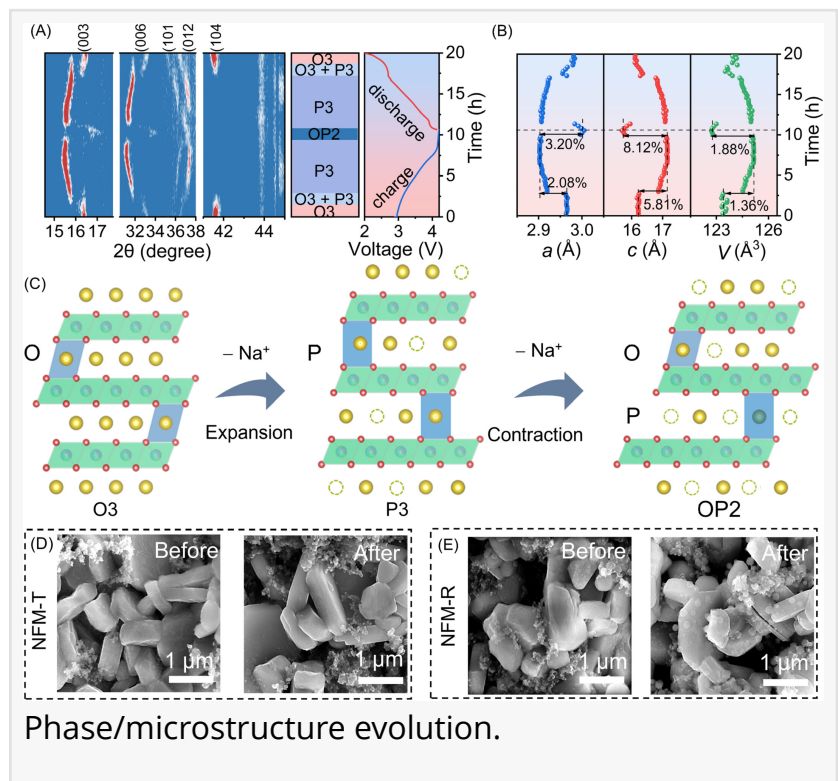 (A)
(003)
(006)
(101)
(012)
(104)
15 16 17
32 34 36 38
42 44
2θ (degree)
O3
O3 + P3
P3
OP2
P3
O3 + P3
O3
discharge
charge
2 3 4
Voltage (V)
20
15
10
5
0
Time (h)
(B)
3.20%
2.08%
8.12%
5.81%
1.88%
1.36%
2.9 3.0
a (Å)
16 17
c (Å)
123 126
V (Å³)
20
15
10
5
0
Time (h)
(C)
O
O3
– Na⁺
Expansion
P
P3
– Na⁺
Contraction
O
P
OP2
(D)
NFM-T
Before
1 µm
After
1 µm
(E)
NFM-R
Before
1 µm
After
1 µm
Phase/microstructure evolution.